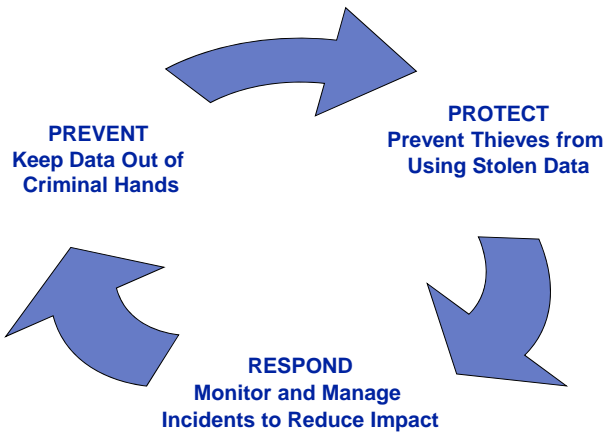 PREVENT
Keep Data Out of
Criminal Hands
PROTECT
Prevent Thieves from
Using Stolen Data
RESPOND
Monitor and Manage
Incidents to Reduce Impact